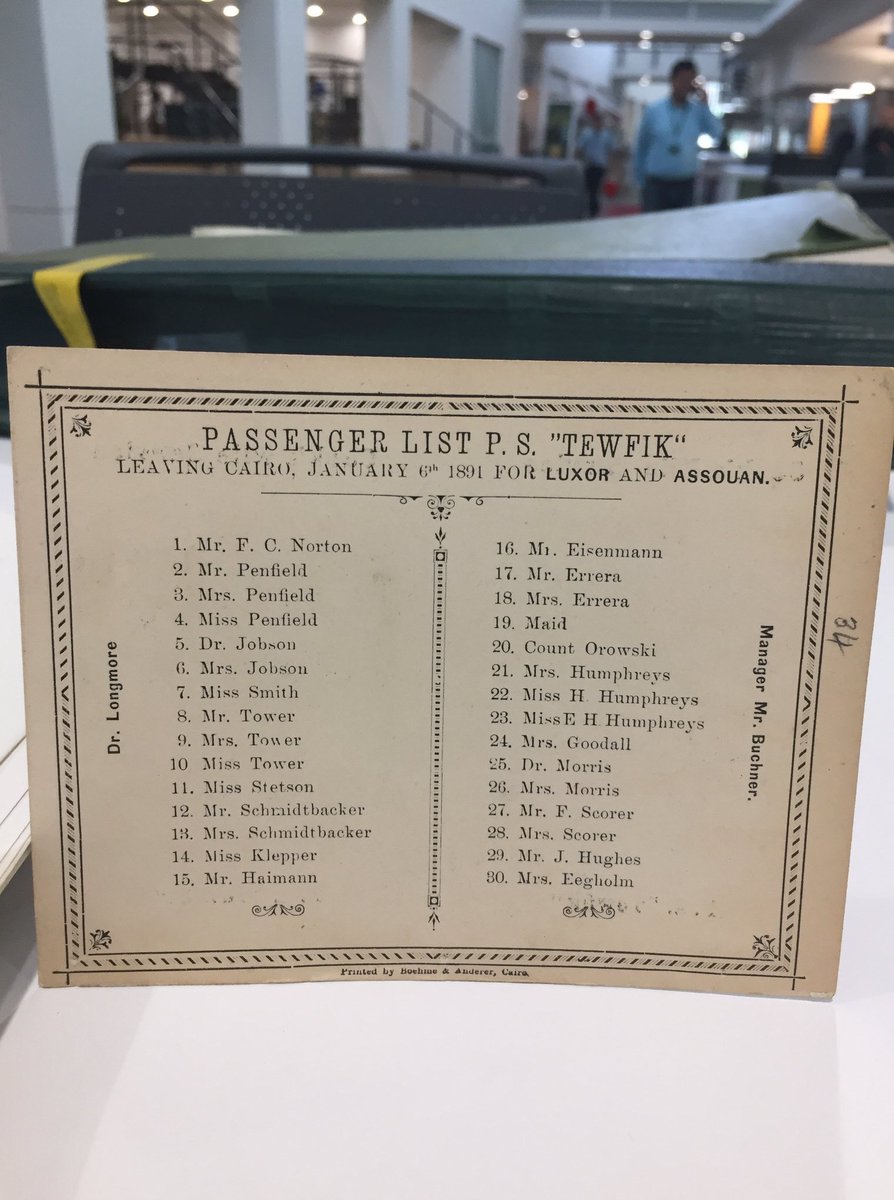 PASSENGER LIST P. S. "TEWFIK"
LEAVING CAIRO, JANUARY 6th 1891 FOR LUXOR AND ASSOUAN.
Dr. Longmore
1. Mr. F. C. Norton
2. Mr. Penfield
3. Mrs. Penfield
4. Miss Penfield
5. Dr. Jobson
6. Mrs. Jobson
7. Miss Smith
8. Mr. Tower
9. Mrs. Tower
10 Miss Tower
11. Miss Stetson
12. Mr. Schmidtbacker
13. Mrs. Schmidtbacker
14. Miss Klepper
15. Mr. Haimann
16. Mr. Eisenmann
17. Mr. Errera
18. Mrs. Errera
19. Maid
20. Count Orowski
21. Mrs. Humphreys
22. Miss H. Humphreys
23. Miss E H. Humphreys
24. Mrs. Goodall
25. Dr. Morris
26. Mrs. Morris
27. Mr. F. Scorer
28. Mrs. Scorer
29. Mr. J. Hughes
30. Mrs. Eegholm
Manager Mr. Buchner.
34
Printed by Boehme & Anderer, Cairo.